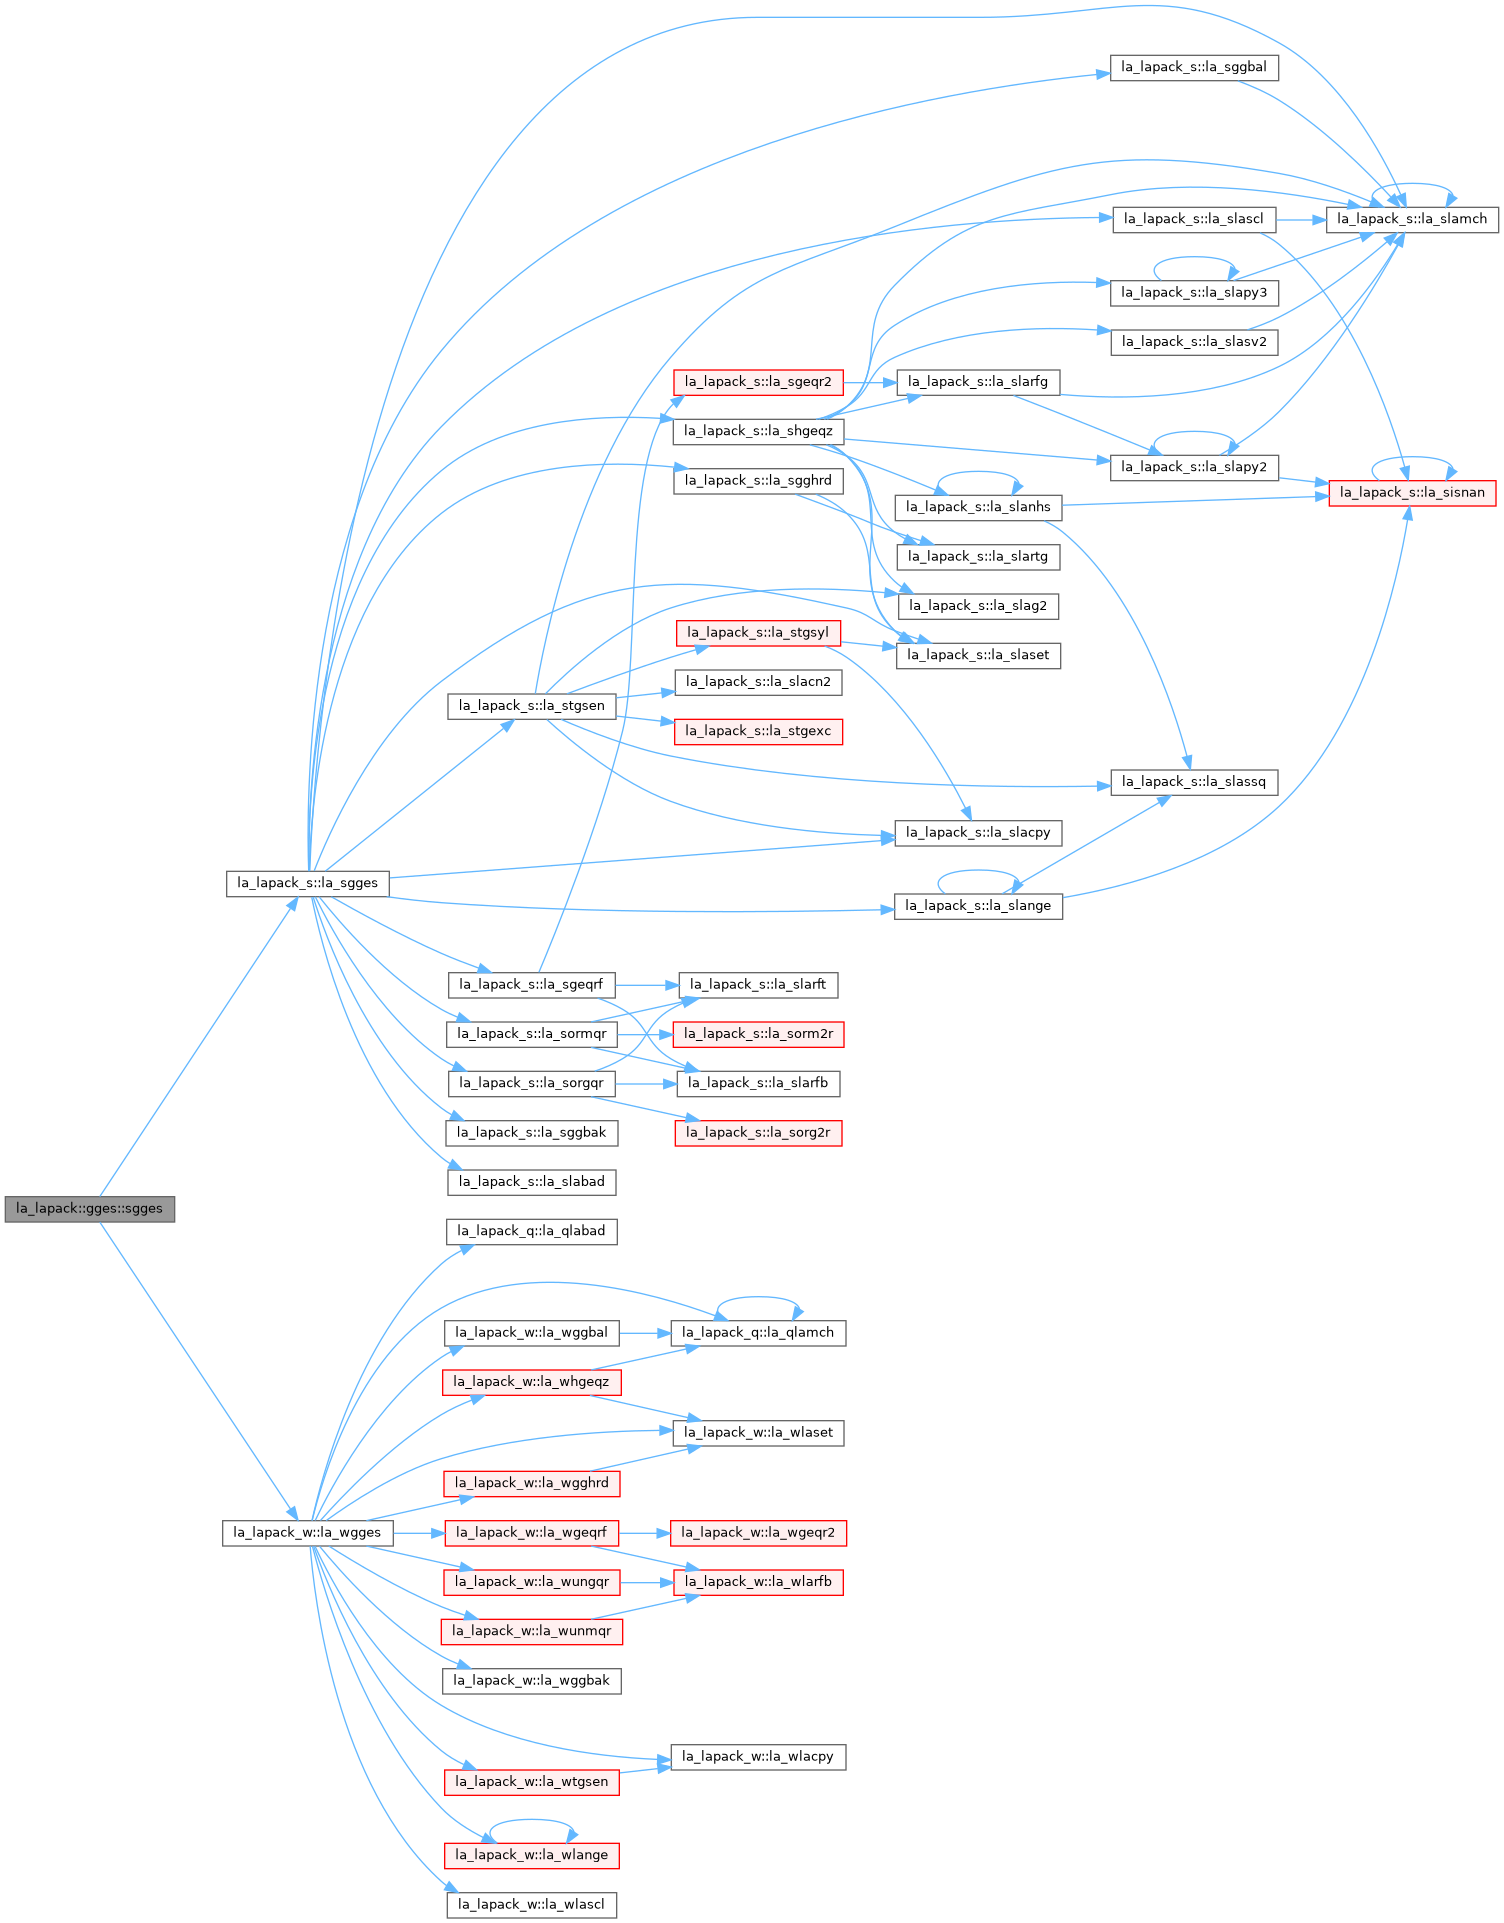 la_lapack_s::la_sggbal
la_lapack_s::la_slascl
la_lapack_s::la_slamch
la_lapack_s::la_slapy3
la_lapack_s::la_slasv2
la_lapack_s::la_sgeqr2
la_lapack_s::la_slarfg
la_lapack_s::la_shgeqz
la_lapack_s::la_slapy2
la_lapack_s::la_sgghrd
la_lapack_s::la_sisnan
la_lapack_s::la_slanhs
la_lapack_s::la_slartg
la_lapack_s::la_slag2
la_lapack_s::la_stgsyl
la_lapack_s::la_slaset
la_lapack_s::la_slacn2
la_lapack_s::la_stgsen
la_lapack_s::la_stgexc
la_lapack_s::la_slassq
la_lapack_s::la_slacpy
la_lapack_s::la_sgges
la_lapack_s::la_slange
la_lapack_s::la_sgeqrf
la_lapack_s::la_slarft
la_lapack_s::la_sormqr
la_lapack_s::la_sorm2r
la_lapack_s::la_sorgqr
la_lapack_s::la_slarfb
la_lapack_s::la_sggbak
la_lapack_s::la_sorg2r
la_lapack_s::la_slabad
la_lapack::gges::sgges
la_lapack_q::la_qlabad
la_lapack_w::la_wggbal
la_lapack_q::la_qlamch
la_lapack_w::la_whgeqz
la_lapack_w::la_wlaset
la_lapack_w::la_wgghrd
la_lapack_w::la_wgges
la_lapack_w::la_wgeqrf
la_lapack_w::la_wgeqr2
la_lapack_w::la_wungqr
la_lapack_w::la_wlarfb
la_lapack_w::la_wunmqr
la_lapack_w::la_wggbak
la_lapack_w::la_wlacpy
la_lapack_w::la_wtgsen
la_lapack_w::la_wlange
la_lapack_w::la_wlascl